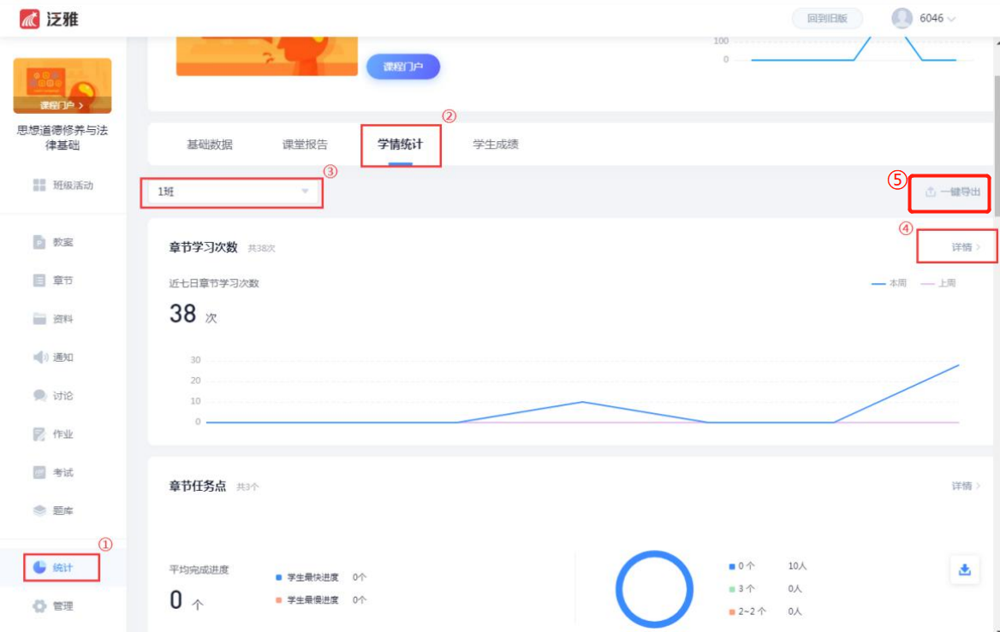 泛雅
回到旧版
6046
课程门户 >
思想道德修养与法
律基础
班级活动
教案
章节
资料
通知
讨论
作业
考试
题库
①
统计
管理
课程门户
100
0
②
基础数据
课堂报告
学情统计
学生成绩
③
1班
⑤
一键导出
④
章节学习次数 共38次
详情 >
近七日章节学习次数
本周
上周
38 次
30
20
10
0
章节任务点 共3个
详情 >
平均完成进度
0 个
学生最快进度 0个
学生最慢进度 0个
0 个 10人
3 个 0人
2~2 个 0人